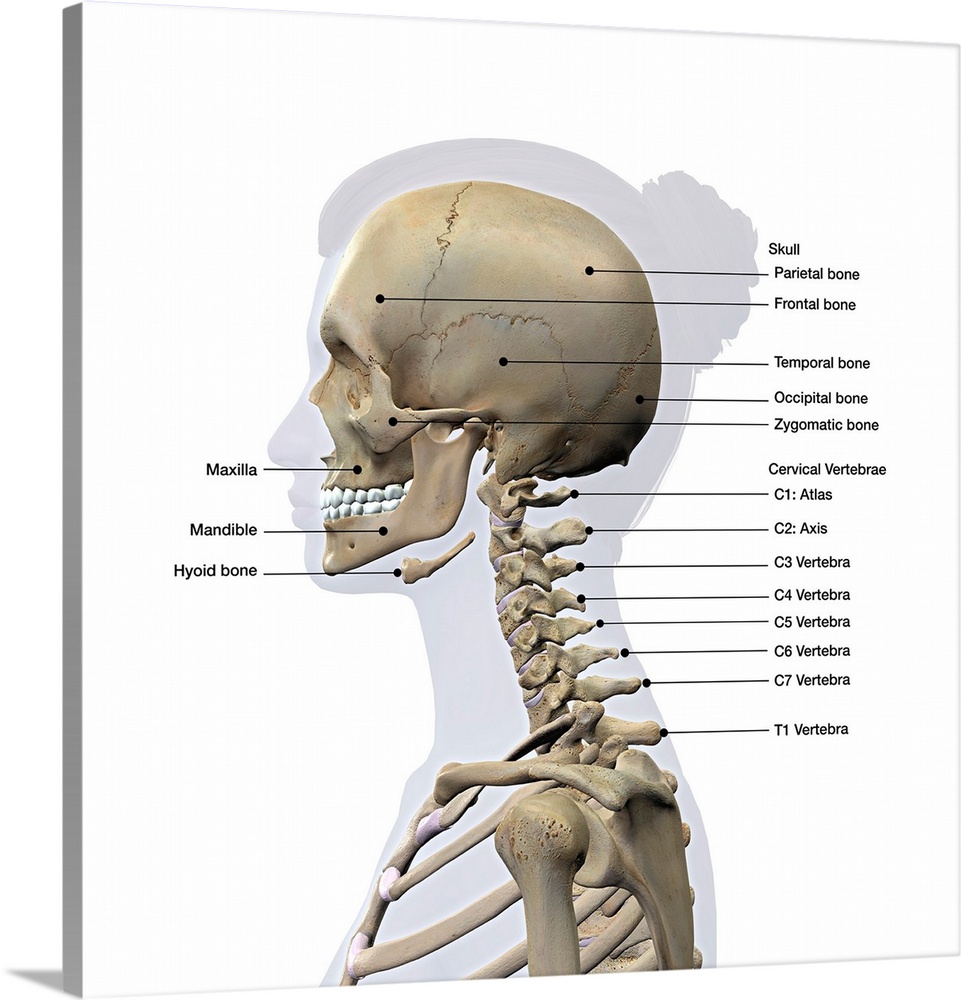 Skull
Parietal bone
Frontal bone
Temporal bone
Occipital bone
Zygomatic bone
Maxilla
Cervical Vertebrae
C1: Atlas
Mandible
C2: Axis
C3 Vertebra
Hyoid bone
C4 Vertebra
C5 Vertebra
C6 Vertebra
C7 Vertebra
T1 Vertebra